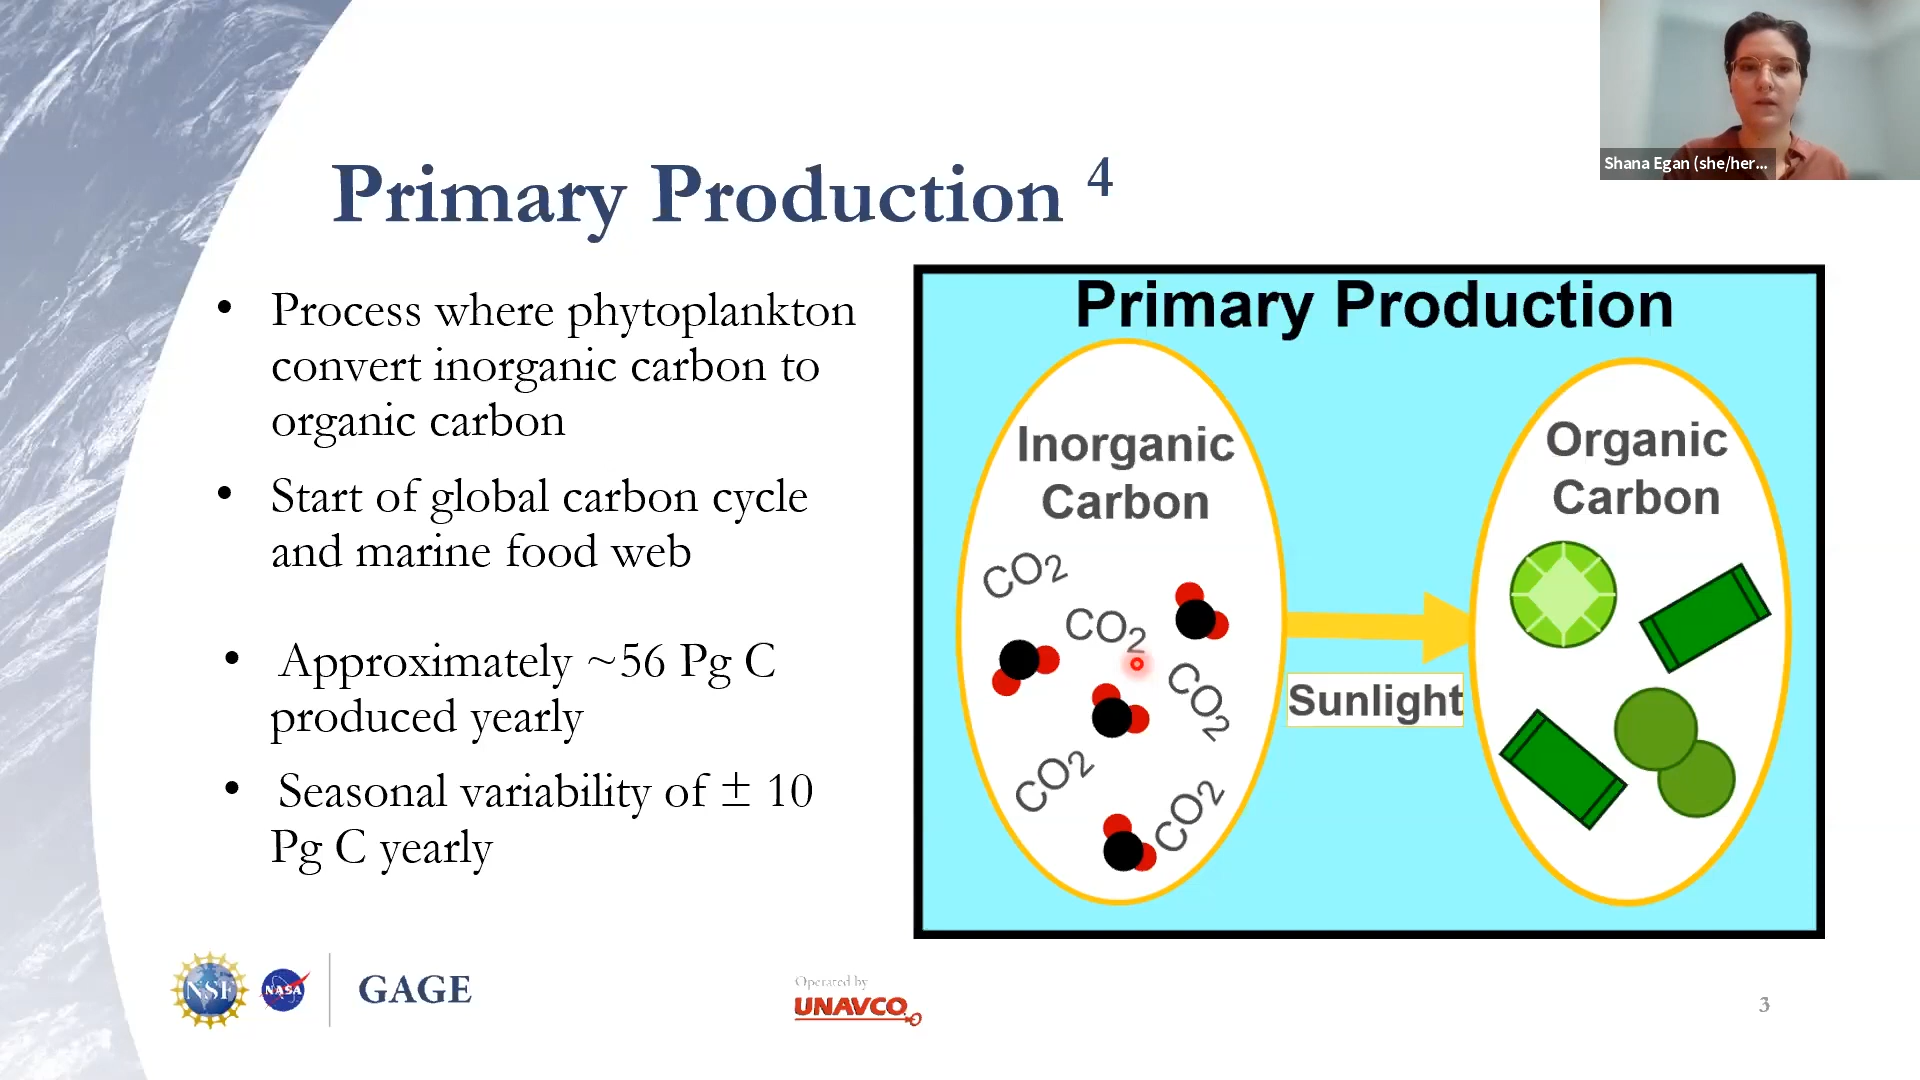 Shana Egan (she/her...
Primary Production 4
• Process where phytoplankton
convert inorganic carbon to
organic carbon
• Start of global carbon cycle
and marine food web
• Approximately ~56 Pg C
produced yearly
• Seasonal variability of ± 10
Pg C yearly
Primary Production
Inorganic
Carbon
CO2
CO2
CO2
CO2
CO2
Sunlight
Organic
Carbon
NSF
NASA
GAGE
Operated by
UNAVCO
3